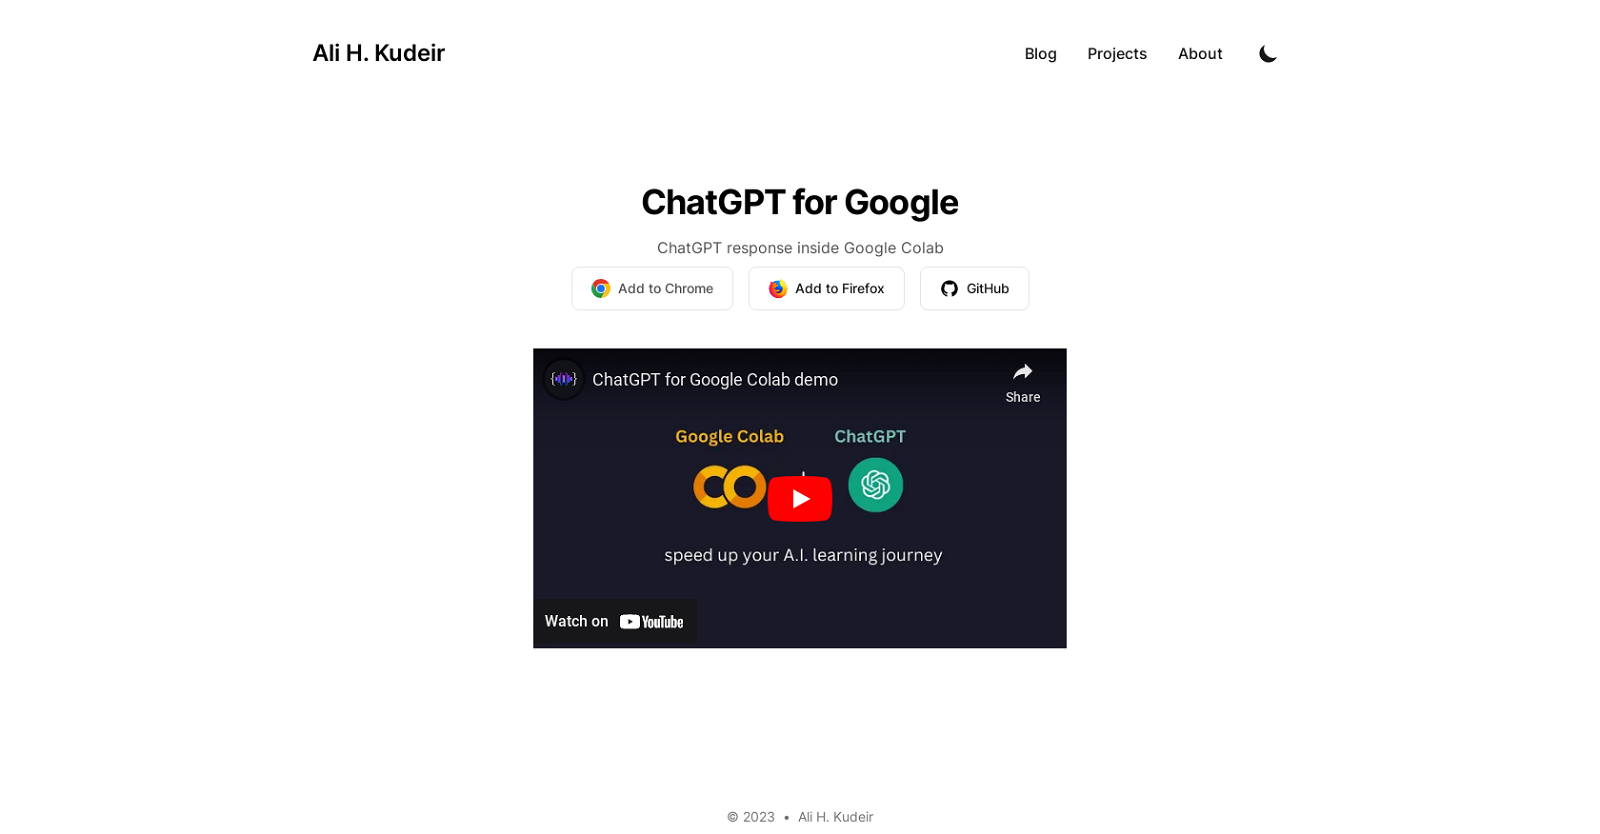 Ali H. Kudeir
Blog Projects About
ChatGPT for Google
ChatGPT response inside Google Colab
Add to Chrome Add to Firefox GitHub
ChatGPT for Google Colab demo
Share
Google Colab ChatGPT
speed up your A.I. learning journey
Watch on YouTube
© 2023 • Ali H. Kudeir